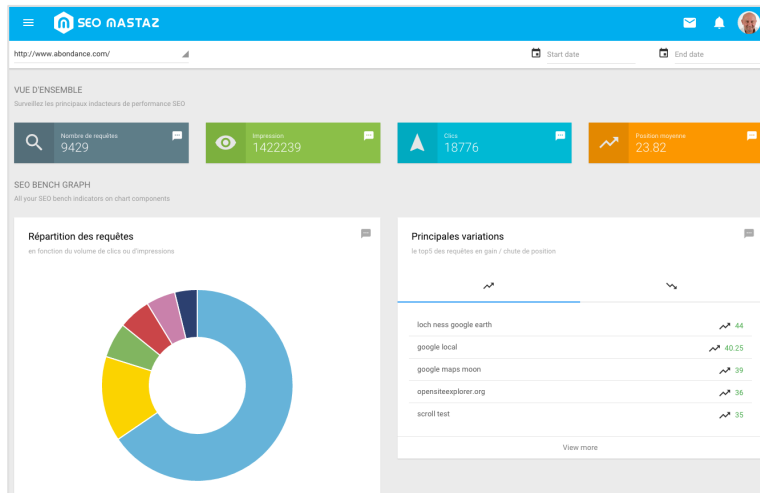 SEO MASTAZ
http://www.abondance.com/
Start date
End date
VUE D'ENSEMBLE
Surveillez les principaux indacteurs de performance SEO
Nombre de requêtes
9429
Impression
1422239
Clics
18776
Position moyenne
23.82
SEO BENCH GRAPH
All your SEO bench indicators on chart components
Répartition des requêtes
en fonction du volume de clics ou d'impressions
Principales variations
le top5 des requêtes en gain / chute de position
loch ness google earth 44
google local 40.25
google maps moon 39
opensiteexplorer.org 36
scroll test 35
View more